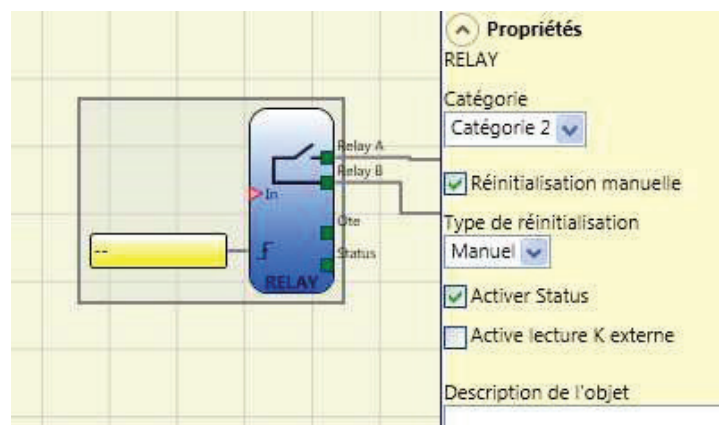 Propriétés
RELAY
Catégorie
Catégorie 2
Réinitialisation manuelle
Type de réinitialisation
Manuel
Activer Status
Active lecture K externe
Description de l'objet
Relay A
Relay B
In
Ote
Status
--
RELAY